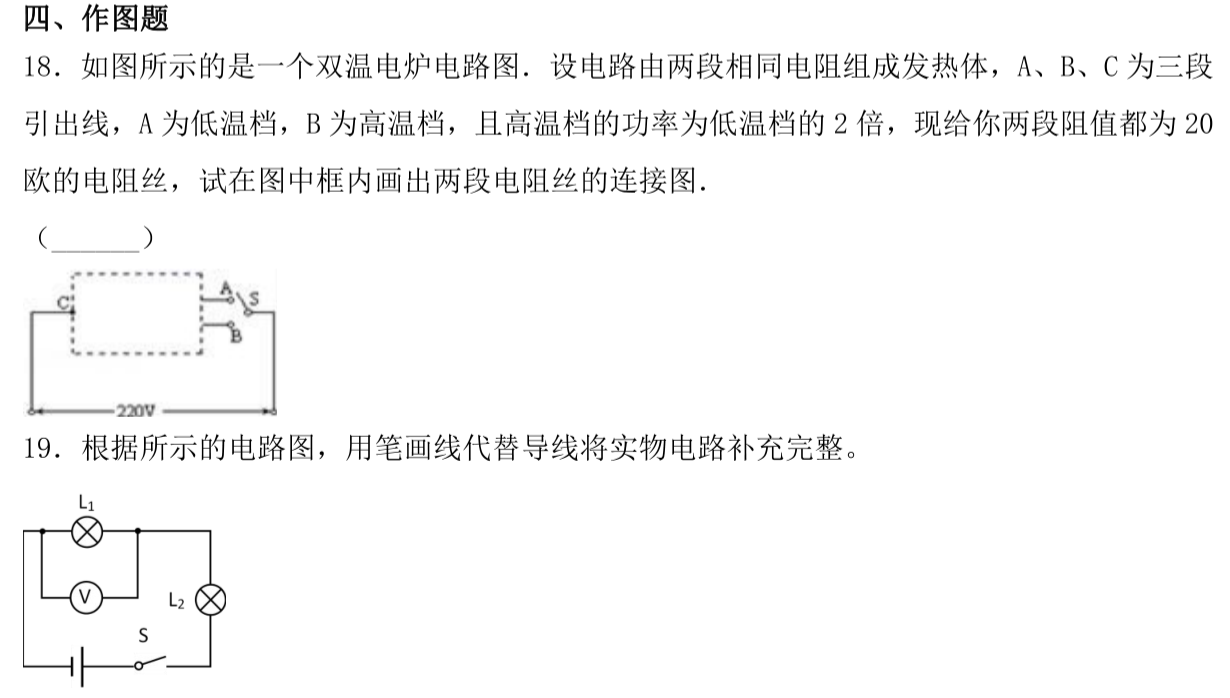 四、作图题
18．如图所示的是一个双温电炉电路图．设电路由两段相同电阻组成发热体，A、B、C 为三段
引出线，A 为低温档，B 为高温档，且高温档的功率为低温档的 2 倍，现给你两段阻值都为 20
欧的电阻丝，试在图中框内画出两段电阻丝的连接图．
（______）
A
C
S
B
220V
19．根据所示的电路图，用笔画线代替导线将实物电路补充完整。
L₁
V
L₂
S